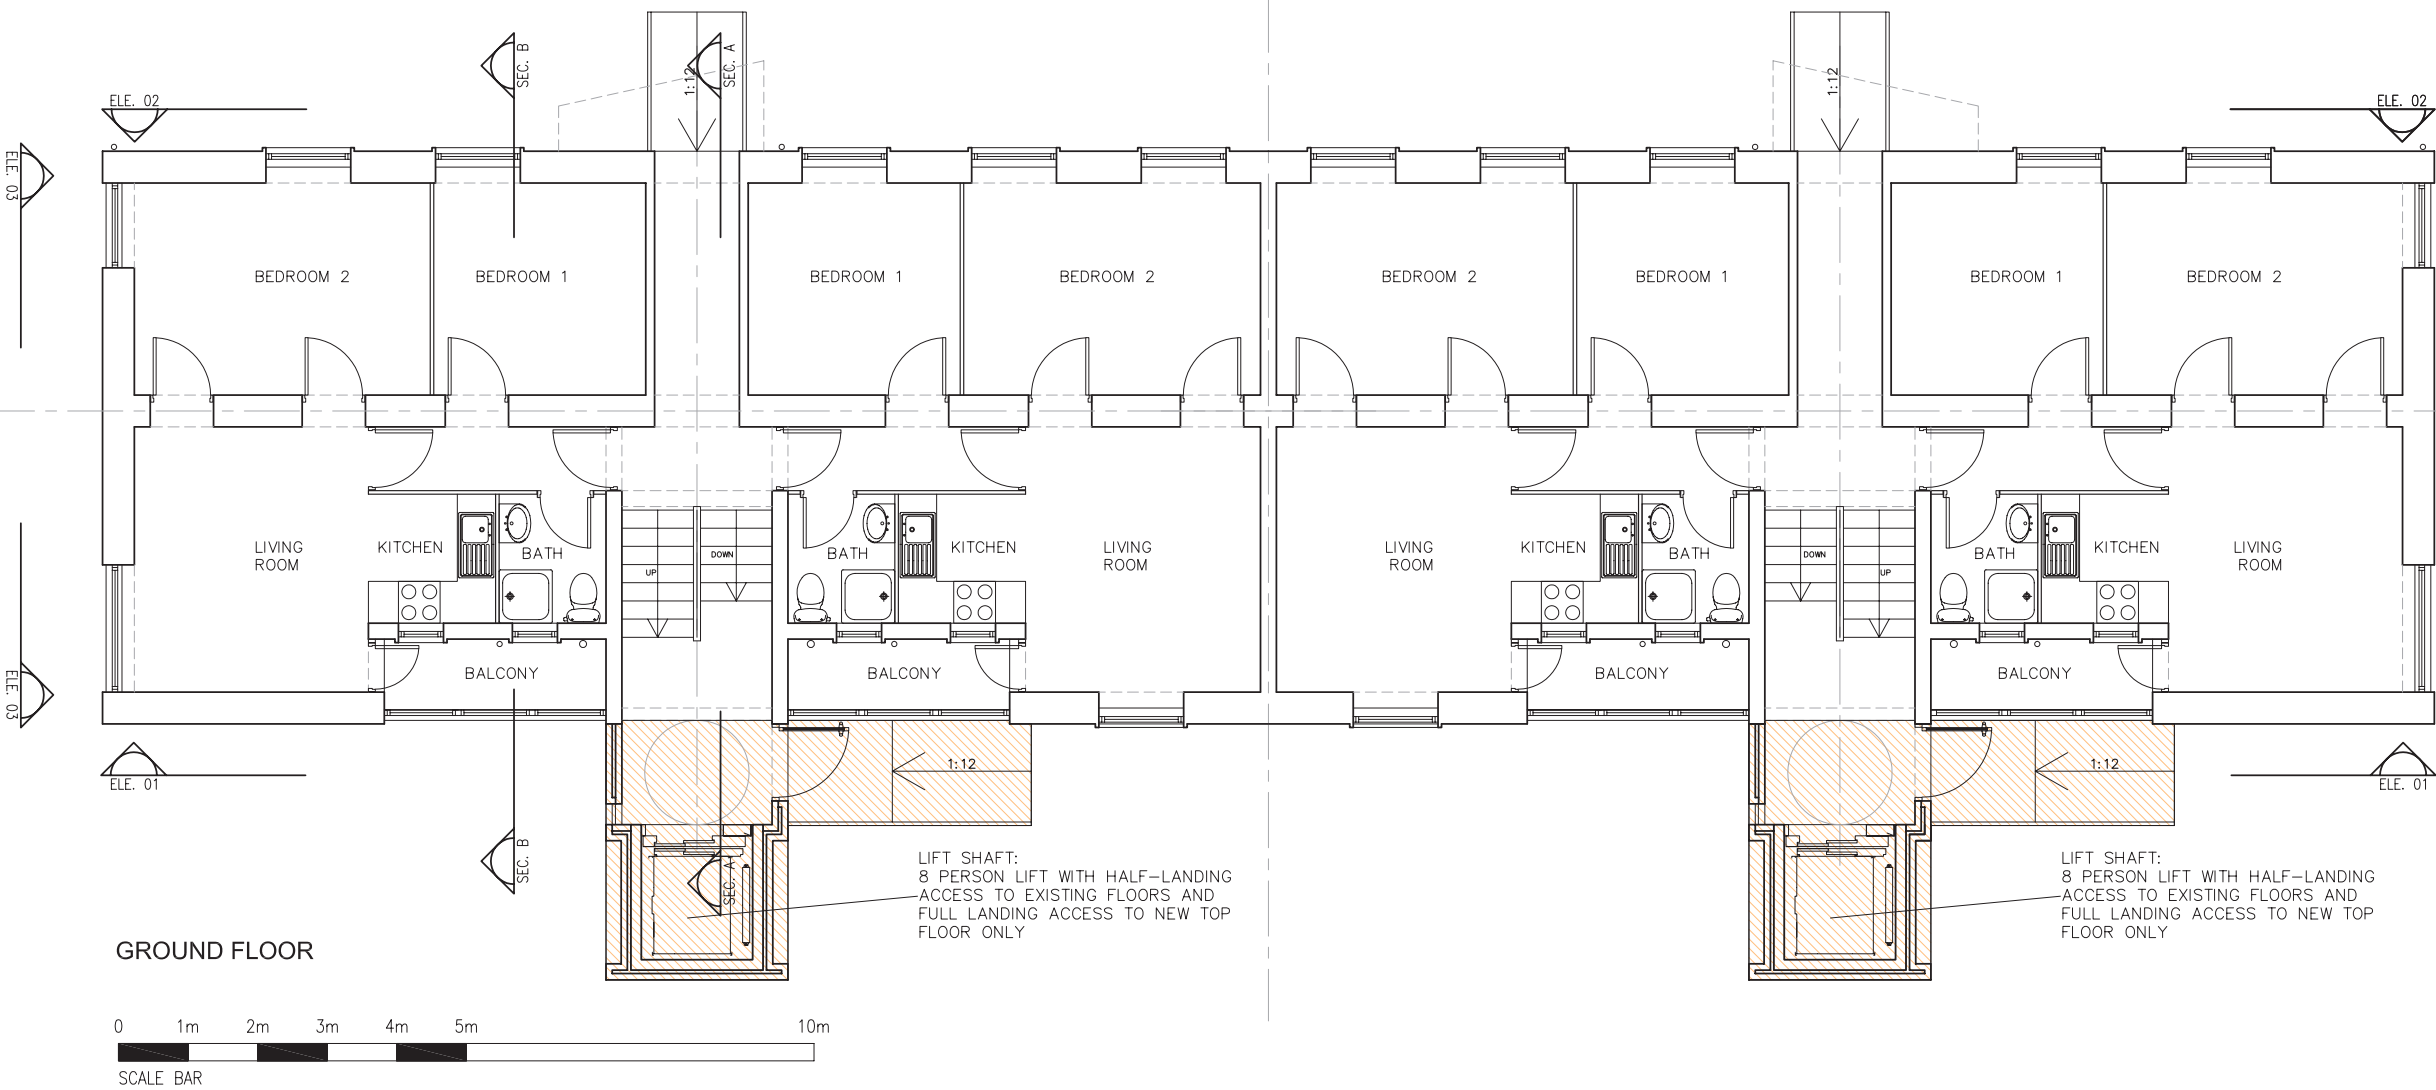 SEC. B
SEC. A
1:12
1:12
ELE. 02
ELE. 02
ELE. 03
BEDROOM 2
BEDROOM 1
BEDROOM 1
BEDROOM 2
BEDROOM 2
BEDROOM 1
BEDROOM 1
BEDROOM 2
LIVING
ROOM
KITCHEN
BATH
UP
DOWN
BATH
KITCHEN
LIVING
ROOM
LIVING
ROOM
KITCHEN
BATH
DOWN
UP
BATH
KITCHEN
LIVING
ROOM
BALCONY
BALCONY
BALCONY
BALCONY
ELE. 03
1:12
1:12
ELE. 01
ELE. 01
SEC. B
SEC. A
LIFT SHAFT:
8 PERSON LIFT WITH HALF-LANDING
ACCESS TO EXISTING FLOORS AND
FULL LANDING ACCESS TO NEW TOP
FLOOR ONLY
LIFT SHAFT:
8 PERSON LIFT WITH HALF-LANDING
ACCESS TO EXISTING FLOORS AND
FULL LANDING ACCESS TO NEW TOP
FLOOR ONLY
GROUND FLOOR
0 1m 2m 3m 4m 5m 10m
SCALE BAR